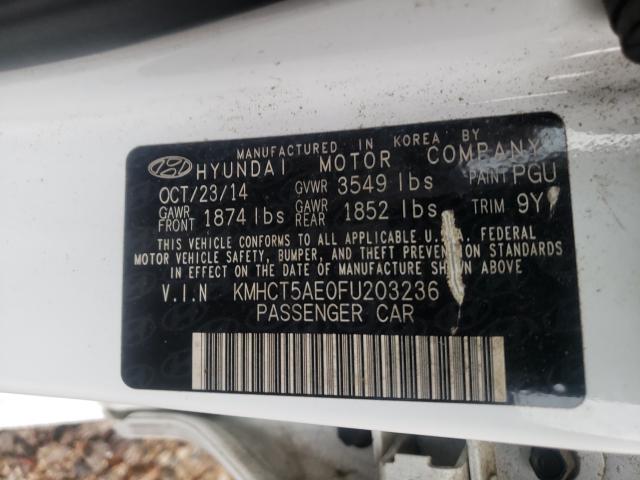 MANUFACTURED IN KOREA BY
HYUNDAI MOTOR COMPANY
OCT/23/14 GVWR 3549 lbs PAINT PGU
GAWR FRONT 1874 lbs GAWR REAR 1852 lbs TRIM 9Y
THIS VEHICLE CONFORMS TO ALL APPLICABLE U.S.A. FEDERAL
MOTOR VEHICLE SAFETY, BUMPER, AND THEFT PREVENTION STANDARDS
IN EFFECT ON THE DATE OF MANUFACTURE SHOWN ABOVE.
V.I.N KMHCT5AE0FU203236
PASSENGER CAR